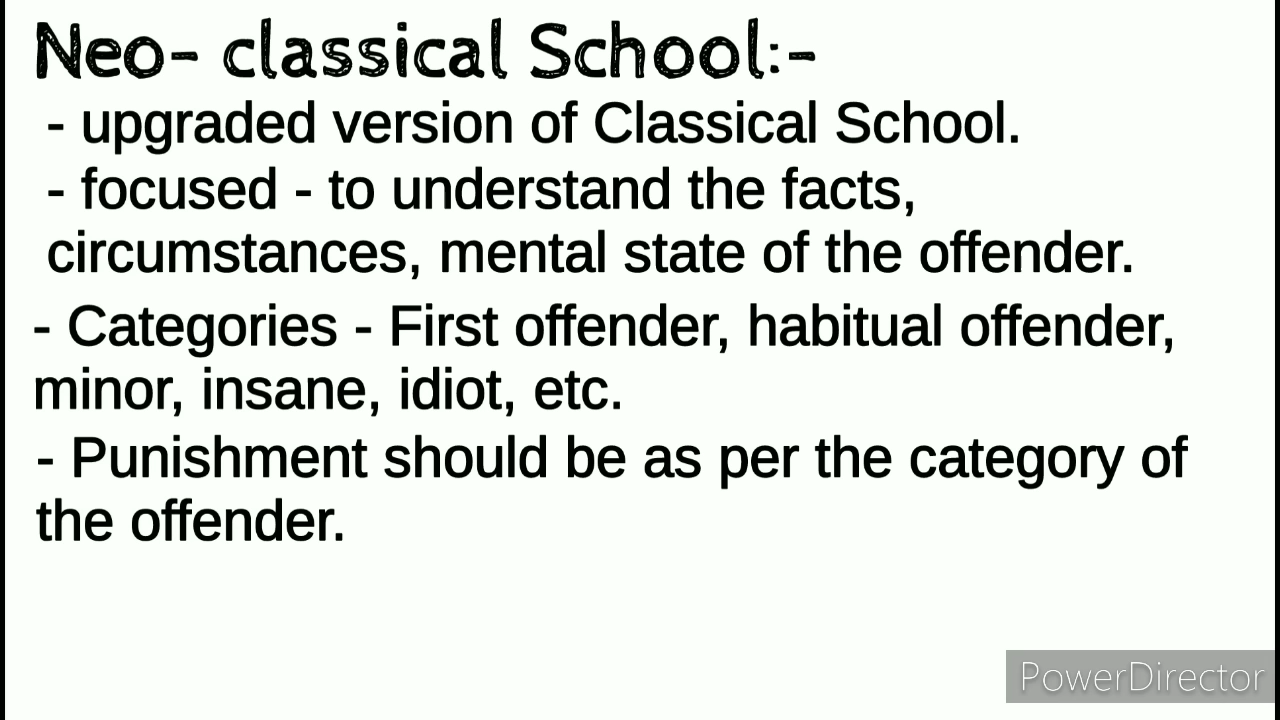 Neo- classical School:-
- upgraded version of Classical School.
- focused - to understand the facts,
circumstances, mental state of the offender.
- Categories - First offender, habitual offender,
minor, insane, idiot, etc.
- Punishment should be as per the category of
the offender.
PowerDirector